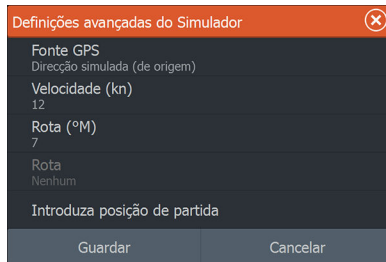 Definições avançadas do Simulador
Fonte GPS
Direcção simulada (de origem)
Velocidade (kn)
12
Rota (°M)
7
Rota
Nenhum
Introduza posição de partida
Guardar
Cancelar